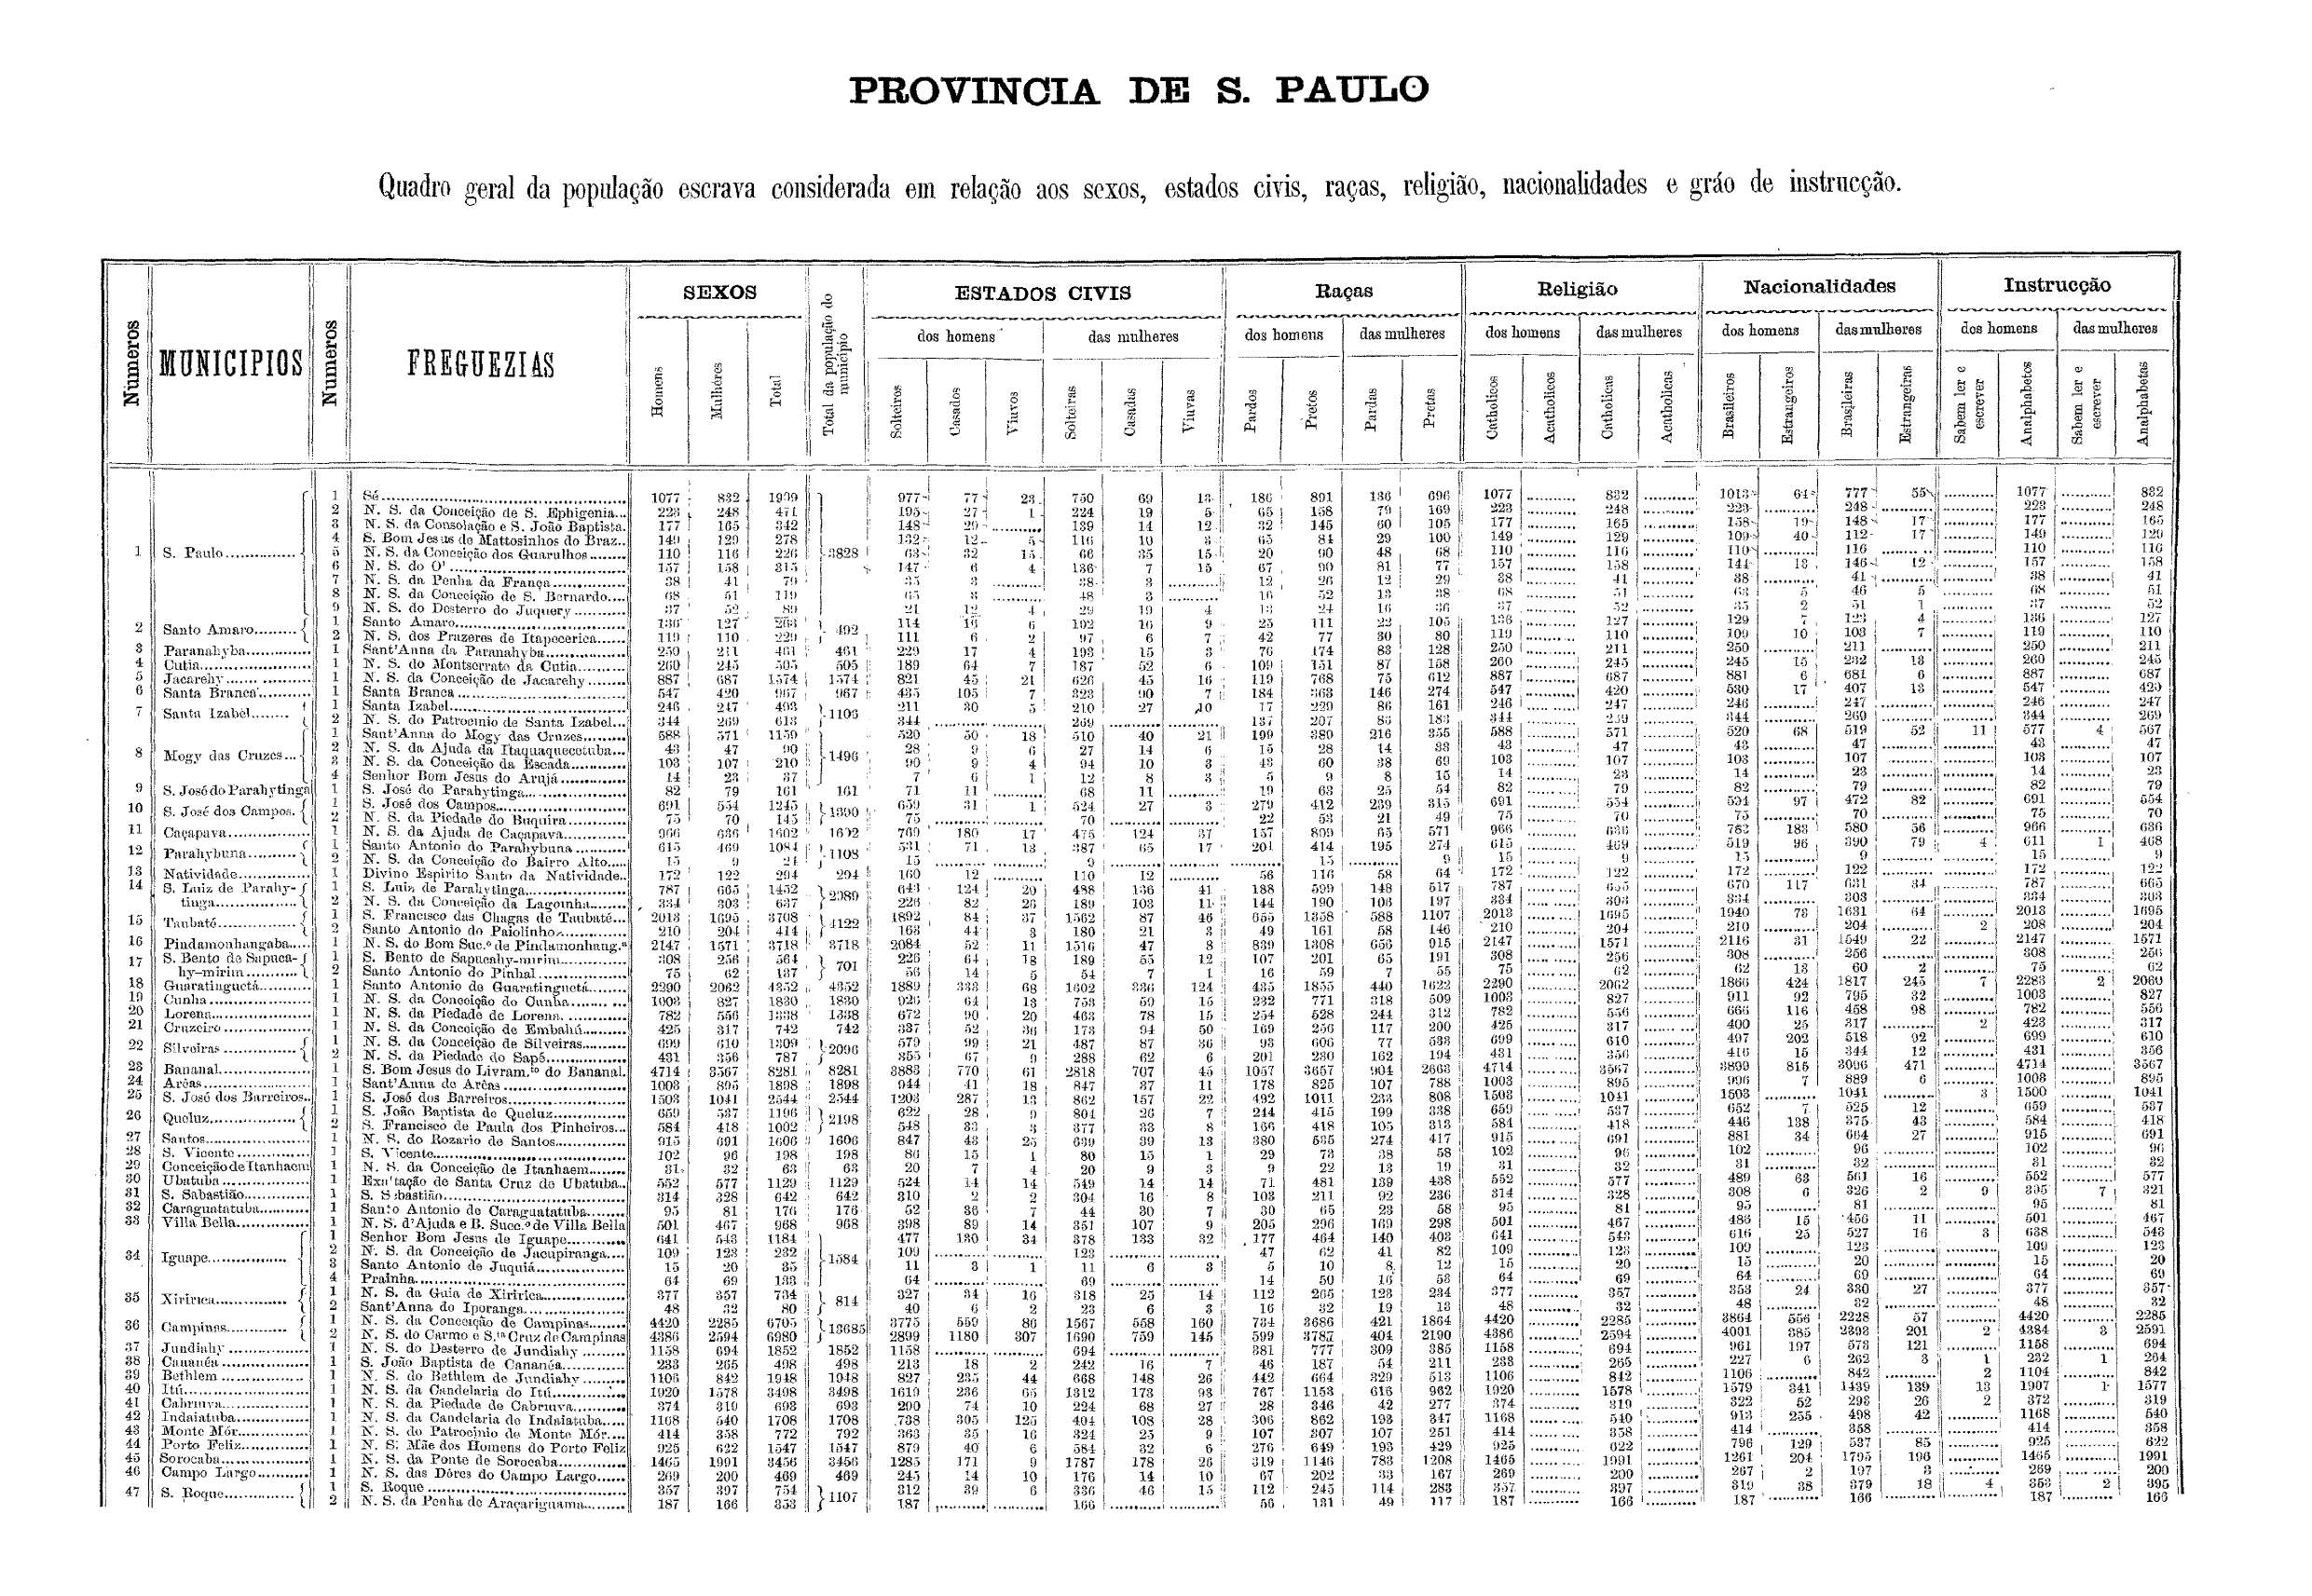 PROVINCIA DE S. PAULO
Quadro geral da população escrava considerada em relação aos sexos, estados civis, raças, religião, nacionalidades e gráo de instrucção.
Numeros MUNICIPIOS Numeros FREGUEZIAS SEXOS Total da população do municipio ESTADOS CIVIS Raças Religião Nacionalidades Instrucção
dos homens das mulheres dos homens das mulheres dos homens das mulheres dos homens das mulheres dos homens das mulheres
Homens Mulhéres Total Solteiros Casados Viuvos Solteiras Casadas Viuvas Pardos Pretos Pardas Pretas Catholicos Acatholicos Catholicas Acatholicas Brasileiros Estrangeiros Brasileiras Estrangeiras Sabem ler e escrever Analphabetos Sabem ler e escrever Analphabetas
1 Sé 1077 832 1909 977 77 23 750 69 13 186 891 136 696 1077 832 1013 64 777 55 1077 832
2 N. S. da Conceição de S. Ephigenia 223 248 471 195 27 1 224 19 5 65 158 79 169 223 248 223 248 223 248
3 N. S. da Consolação e S. João Baptista 177 165 342 148 29 139 14 12 32 145 60 105 177 165 158 19 148 17 177 165
4 S. Bom Jesus de Mattosinhos do Braz 149 129 278 132 12 5 116 10 3 65 84 29 100 149 129 109 40 112 17 149 129
1 S. Paulo 5 N. S. da Conceição dos Guarulhos 110 116 226 3828 63 32 15 66 35 15 20 90 48 68 110 116 110 116 110 116
6 N. S. do O' 157 158 315 147 6 4 136 7 15 67 90 81 77 157 158 144 13 146 12 157 158
7 N. S. da Penha da França 38 41 79 35 3 38 3 12 26 12 29 38 41 38 41 38 41
8 N. S. da Conceição de S. Bernardo 68 51 119 65 3 48 3 16 52 13 38 68 51 63 5 46 5 68 51
9 N. S. do Desterro do Juquery 37 52 89 21 12 4 29 19 4 13 24 16 36 37 52 35 2 51 1 37 52
2 Santo Amaro 1 Santo Amaro 136 127 263 492 114 16 6 102 16 9 25 111 22 105 136 127 129 7 123 4 136 127
2 N. S. dos Prazeres de Itapecerica 119 110 229 111 6 2 97 6 7 42 77 30 80 119 110 109 10 103 7 119 110
3 Paranahyba 1 Sant'Anna da Paranahyba 250 211 461 461 229 17 4 193 15 3 76 174 83 128 250 211 250 211 250 211
4 Cutia 1 N. S. do Montserrate da Cutia 260 245 505 505 189 64 7 187 52 6 109 151 87 158 260 245 245 15 232 13 260 245
5 Jacarehy 1 N. S. da Conceição de Jacarehy 887 687 1574 1574 821 45 21 626 45 16 119 768 75 612 887 687 881 6 681 6 887 687
6 Santa Branca 1 Santa Branca 547 420 967 967 435 105 7 323 90 7 184 363 146 274 547 420 530 17 407 13 547 420
7 Santa Izabel 1 Santa Izabel 246 247 493 1106 211 30 5 210 27 10 17 229 86 161 246 247 246 247 246 247
2 N. S. do Patrocinio de Santa Izabel 344 269 613 344 269 137 207 86 183 344 269 344 269 344 269
1 Sant'Anna do Mogy das Cruzes 588 571 1159 520 50 18 510 40 21 199 389 216 355 588 571 520 68 519 52 11 577 4 567
8 Mogy das Cruzes 2 N. S. da Ajuda da Itaquaquecetuba 43 47 90 1496 28 9 6 27 14 6 15 28 14 33 43 47 43 47 43 47
3 N. S. da Conceição da Escada 103 107 210 90 9 4 94 10 3 43 60 38 69 103 107 103 107 103 107
4 Senhor Bom Jesus do Arujá 14 23 37 7 6 1 12 8 3 5 9 8 15 14 23 14 23 14 23
9 S. José do Parahytinga 1 S. José do Parahytinga 82 79 161 161 71 11 68 11 19 63 25 54 82 79 82 79 82 79
10 S. José dos Campos 1 S. José dos Campos 691 554 1245 1390 659 31 1 524 27 3 279 412 239 315 691 554 594 97 472 82 691 554
2 N. S. da Piedade do Buquira 75 70 145 75 70 22 53 21 49 75 70 75 70 75 70
11 Caçapava 1 N. S. da Ajuda de Caçapava 966 636 1602 1602 769 180 17 475 124 37 157 809 65 571 966 636 783 183 580 56 966 636
12 Parahybuna 1 Santo Antonio do Parahybuna 615 469 1084 1108 531 71 13 387 65 17 201 414 195 274 615 469 519 96 390 79 4 611 1 468
2 N. S. da Conceição do Bairro Alto 15 9 24 15 9 15 9 15 9 15 9 15 9
13 Natividade 1 Divino Espirito Santo da Natividade 172 122 294 294 160 12 110 12 56 116 58 64 172 122 172 122 172 122
14 S. Luiz de Parahytinga 1 S. Luiz de Parahytinga 787 665 1452 2089 643 124 20 488 136 41 188 599 148 517 787 665 670 117 631 34 787 665
2 N. S. da Conceição da Lagoinha 334 303 637 226 82 26 189 103 11 144 190 106 197 334 303 334 303 334 303
15 Taubaté 1 S. Francisco das Chagas de Taubaté 2013 1695 3708 4122 1892 84 37 1562 87 46 655 1358 588 1107 2013 1695 1940 73 1631 64 2013 1695
2 Santo Antonio do Paiolinho 210 204 414 163 44 3 180 21 3 49 161 58 146 210 204 210 204 2 208 204
16 Pindamonhangaba 1 N. S. do Bom Suc.º de Pindamonhang.ª 2147 1571 3718 3718 2084 52 11 1516 47 8 839 1308 656 915 2147 1571 2116 31 1549 22 2147 1571
17 S. Bento de Sapucahy-mirim 1 S. Bento de Sapucahy-mirim 308 256 564 701 226 64 18 189 55 12 107 201 65 191 308 256 308 256 308 256
2 Santo Antonio do Pinhal 75 62 137 56 14 5 54 7 1 16 59 7 55 75 62 62 13 60 2 75 62
18 Guaratinguetá 1 Santo Antonio de Guaratinguetá 2290 2062 4352 4352 1889 333 68 1602 336 124 435 1855 440 1622 2290 2062 1866 424 1817 245 7 2283 2 2060
19 Cunha 1 N. S. da Conceição do Cunha 1003 827 1830 1830 926 64 13 753 59 15 232 771 318 509 1003 827 911 92 795 32 1003 827
20 Lorena 1 N. S. da Piedade de Lorena 782 556 1338 1338 672 90 20 463 78 15 254 528 244 312 782 556 666 116 458 98 782 556
21 Cruzeiro 1 N. S. da Conceição de Embahú 425 317 742 742 337 52 36 173 94 50 169 256 117 200 425 317 400 25 317 2 423 317
22 Silveiras 1 N. S. da Conceição de Silveiras 699 610 1309 2096 579 99 21 487 87 36 93 606 77 533 699 610 497 202 518 92 699 610
2 N. S. da Piedade do Sapé 431 356 787 355 67 9 288 62 6 201 230 162 194 431 356 416 15 344 12 431 356
23 Bananal 1 S. Bom Jesus do Livram.to do Bananal 4714 3567 8281 8281 3883 770 61 2818 707 45 1057 3657 904 2663 4714 3567 3899 815 3096 471 4714 3567
24 Arêas 1 Sant'Anna de Arêas 1003 895 1898 1898 944 41 18 847 37 11 178 825 107 788 1003 895 996 7 889 6 1003 895
25 S. José dos Barreiros 1 S. José dos Barreiros 1503 1041 2544 2544 1203 287 13 862 157 22 492 1011 233 808 1503 1041 1503 1041 3 1500 1041
26 Queluz 1 S. João Baptista de Queluz 659 537 1196 2198 622 28 9 504 26 7 244 415 199 338 659 537 652 7 525 12 659 537
2 S. Francisco de Paula dos Pinheiros 584 418 1002 548 33 3 377 33 8 166 418 105 313 584 418 446 138 375 43 584 418
27 Santos 1 N. S. do Rozario de Santos 915 691 1606 1606 847 43 25 639 39 13 380 535 274 417 915 691 881 34 664 27 915 691
28 S. Vicente 1 S. Vicente 102 96 198 198 86 15 1 80 15 1 29 73 38 58 102 96 102 96 102 96
29 Conceição de Itanhaem 1 N. S. da Conceição de Itanhaem 31 32 63 63 20 7 4 20 9 3 9 22 13 19 31 32 31 32 31 32
30 Ubatuba 1 Exaltação de Santa Cruz de Ubatuba 552 577 1129 1129 524 14 14 549 14 14 71 481 139 438 552 577 489 63 561 16 552 577
31 S. Sabastião 1 S. Sebastião 314 328 642 642 310 2 2 304 16 8 103 211 92 236 314 328 308 6 326 2 9 305 7 321
32 Caraguatatuba 1 Santo Antonio de Caraguatatuba 95 81 176 176 52 36 7 44 30 7 30 65 23 58 95 81 95 81 95 81
33 Villa Bella 1 N. S. d'Ajuda e B. Succ.º de Villa Bella 501 467 968 968 398 89 14 351 107 9 205 296 169 298 501 467 486 15 456 11 501 467
1 Senhor Bom Jesus de Iguape 641 543 1184 477 130 34 378 133 32 177 464 140 403 641 543 616 25 527 16 3 638 543
34 Iguape 2 N. S. da Conceição de Jacupiranga 109 123 232 1584 109 123 47 62 41 82 109 123 109 123 109 123
3 Santo Antonio de Juquiá 15 20 35 11 3 1 11 6 3 5 10 8 12 15 20 15 20 15 20
4 Prainha 64 69 133 64 69 14 50 16 53 64 69 64 69 64 69
35 Xiririca 1 N. S. da Guia de Xiririca 377 357 734 814 327 34 16 318 25 14 112 265 123 234 377 357 353 24 330 27 377 357
2 Sant'Anna do Iporanga 48 32 80 40 6 2 23 6 3 16 32 19 13 48 32 48 32 48 32
36 Campinas 1 N. S. da Conceição de Campinas 4420 2285 6705 13685 3775 559 86 1567 558 160 734 3686 421 1864 4420 2285 3864 556 2228 57 4420 2285
2 N. S. do Carmo e S.ta Cruz de Campinas 4386 2594 6980 2899 1180 307 1690 759 145 599 3787 404 2190 4386 2594 4001 385 2393 201 2 4384 3 2591
37 Jundiahy 1 N. S. do Desterro de Jundiahy 1158 694 1852 1852 1158 694 381 777 309 385 1158 694 961 197 573 121 1158 694
38 Cananéa 1 S. João Baptista de Cananéa 233 265 498 498 213 18 2 242 16 7 46 187 54 211 233 265 227 6 262 3 1 232 1 264
39 Bethlem 1 N. S. do Bethlem de Jundiahy 1106 842 1948 1948 827 235 44 668 148 26 442 664 329 513 1106 842 1106 842 2 1104 842
40 Itú 1 N. S. da Candelaria do Itú 1920 1578 3498 3498 1619 236 65 1312 173 93 767 1153 616 962 1920 1578 1579 341 1439 139 13 1907 1 1577
41 Cabriuva 1 N. S. da Piedade de Cabriuva 374 319 693 693 290 74 10 224 68 27 28 346 42 277 374 319 322 52 293 26 2 372 319
42 Indaiatuba 1 N. S. da Candelaria de Indaiatuba 1168 540 1708 1708 738 305 125 404 108 28 306 862 193 347 1168 540 913 255 498 42 1168 540
43 Monte Mór 1 N. S. do Patrocinio de Monte Mór 414 358 772 792 363 35 16 324 25 9 107 307 107 251 414 358 414 358 414 358
44 Porto Feliz 1 N. S. Mãe dos Homens do Porto Feliz 925 622 1547 1547 879 40 6 584 32 6 276 649 193 429 925 622 796 129 537 85 925 622
45 Sorocaba 1 N. S. da Ponte de Sorocaba 1465 1991 3456 3456 1285 171 9 1787 178 26 319 1146 783 1208 1465 1991 1261 204 1795 196 1465 1991
46 Campo Largo 1 N. S. das Dôres do Campo Largo 269 200 469 469 245 14 10 176 14 10 67 202 33 167 269 200 267 2 197 3 269 200
47 S. Roque 1 S. Roque 357 397 754 1107 312 39 6 336 46 15 112 245 114 283 357 397 319 38 379 18 4 353 2 395
2 N. S. da Penha de Araçariguama 187 166 353 187 166 56 131 49 117 187 166 187 166 187 166